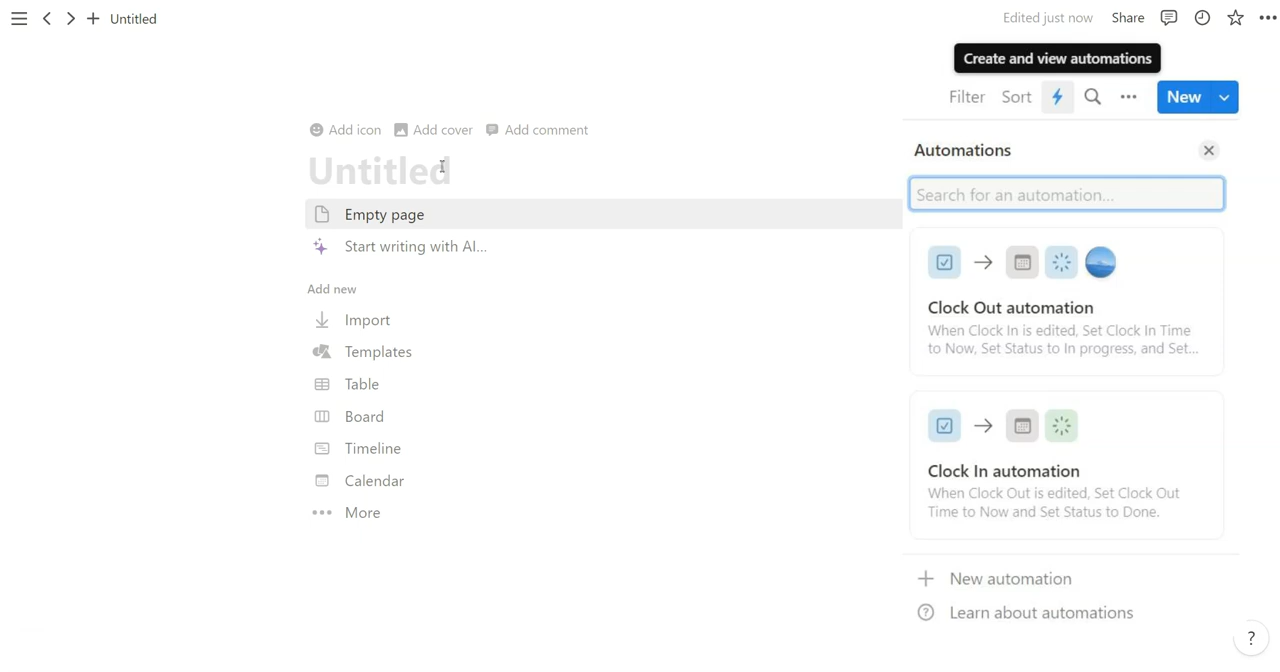 Untitled
Edited just now
Share
Create and view automations
Filter
Sort
New
Add icon
Add cover
Add comment
Untitled
Empty page
Start writing with AI...
Add new
Import
Templates
Table
Board
Timeline
Calendar
More
Automations
Search for an automation...
Clock Out automation
When Clock In is edited, Set Clock In Time
to Now, Set Status to In progress, and Set...
Clock In automation
When Clock Out is edited, Set Clock Out
Time to Now and Set Status to Done.
New automation
Learn about automations
?